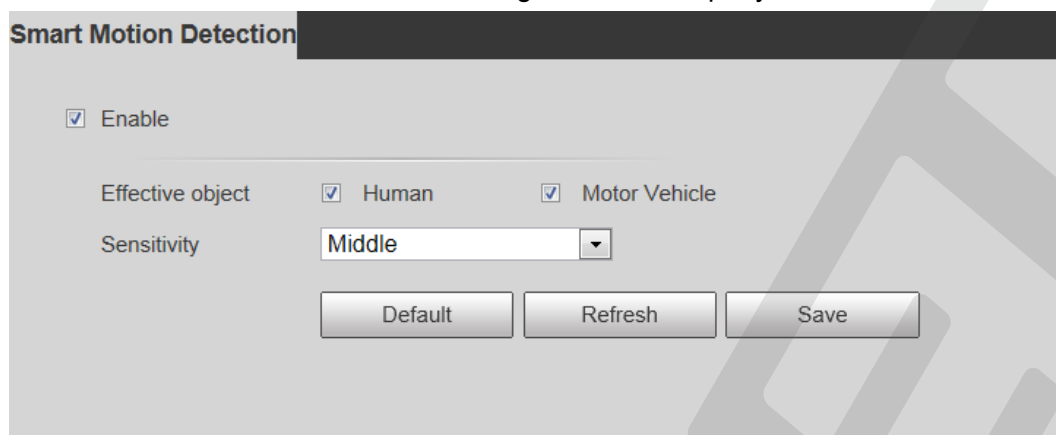 Smart Motion Detection
Enable
Effective object Human Motor Vehicle
Sensitivity Middle
Default Refresh Save